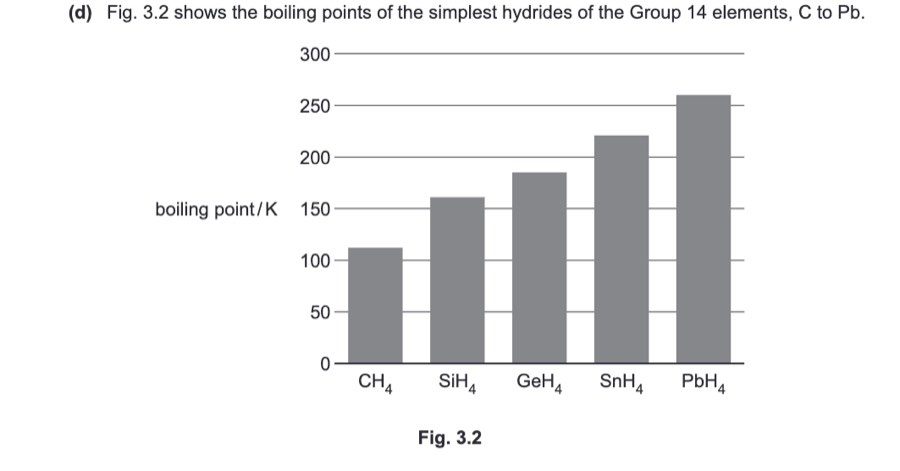 (d) Fig. 3.2 shows the boiling points of the simplest hydrides of the Group 14 elements, C to Pb.
300
250
200
boiling point/K 150
100
50
0
CH₄ SiH₄ GeH₄ SnH₄ PbH₄
Fig. 3.2